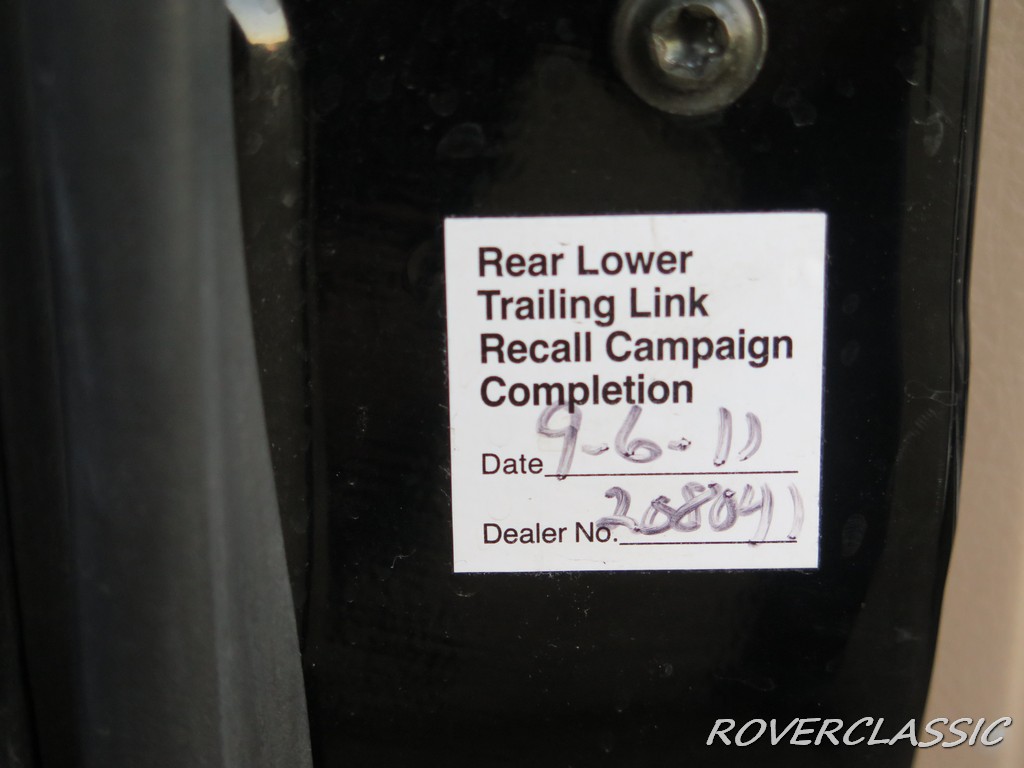 Rear Lower
Trailing Link
Recall Campaign
Completion
Date 9-6-11
Dealer No. 208041
ROVERCLASSIC